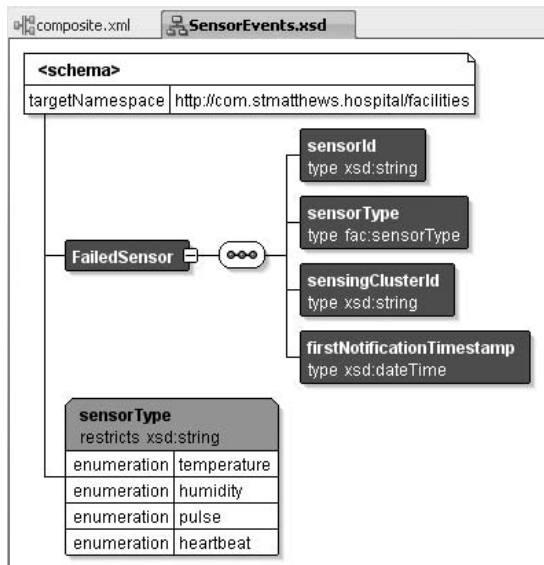 composite.xml SensorEvents.xsd
<schema>
targetNamespace http://com.stmatthews.hospital/facilities
sensorId
type xsd:string
sensorType
type fac:sensorType
FailedSensor
sensingClusterId
type xsd:string
firstNotificationTimestamp
type xsd:dateTime
sensorType
restricts xsd:string
enumeration temperature
enumeration humidity
enumeration pulse
enumeration heartbeat